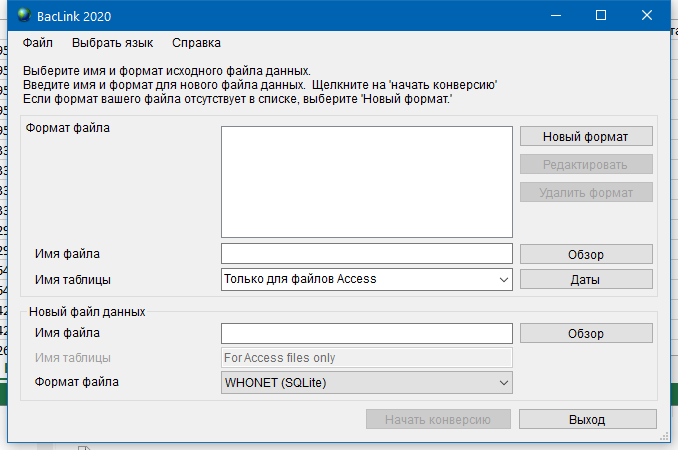 BacLink 2020
Файл Выбрать язык Справка
Выберите имя и формат исходного файла данных.
Введите имя и формат для нового файла данных. Щелкните на 'начать конверсию'
Если формат вашего файла отсутствует в списке, выберите 'Новый формат.'
Формат файла
Новый формат
Редактировать
Удалить формат
Имя файла
Обзор
Имя таблицы
Только для файлов Access
Даты
Новый файл данных
Имя файла
Обзор
Имя таблицы
For Access files only
Формат файла
WHONET (SQLite)
Начать конверсию
Выход